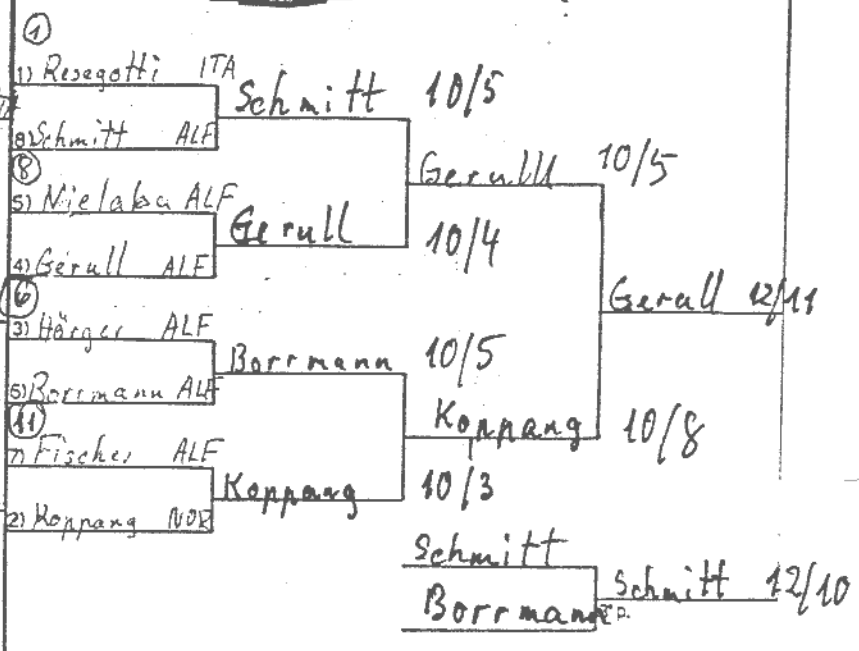 1
1) Resegotti ITA
Schmitt 10/5
8) Schmitt ALF
8
Gerull 10/5
5) Nielaba ALF
Gerull 10/4
4) Gerull ALF
6
Gerull 12/11
3) Hörger ALF
Borrmann 10/5
6) Borrmann ALF
11
Koppang 10/8
7) Fischer ALF
Koppang 10/3
2) Koppang NOR
Schmitt
Schmitt 12/10
Borrmann